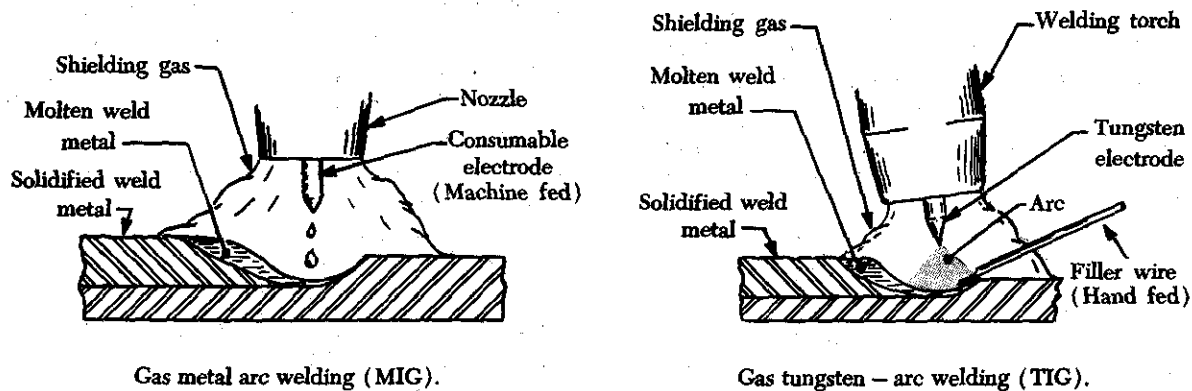 Shielding gas
Molten weld
metal
Solidified weld
metal
Nozzle
Consumable
electrode
(Machine fed)
Gas metal arc welding (MIG).
Shielding gas
Molten weld
metal
Solidified weld
metal
Welding torch
Tungsten
electrode
Arc
Filler wire
(Hand fed)
Gas tungsten – arc welding (TIG).